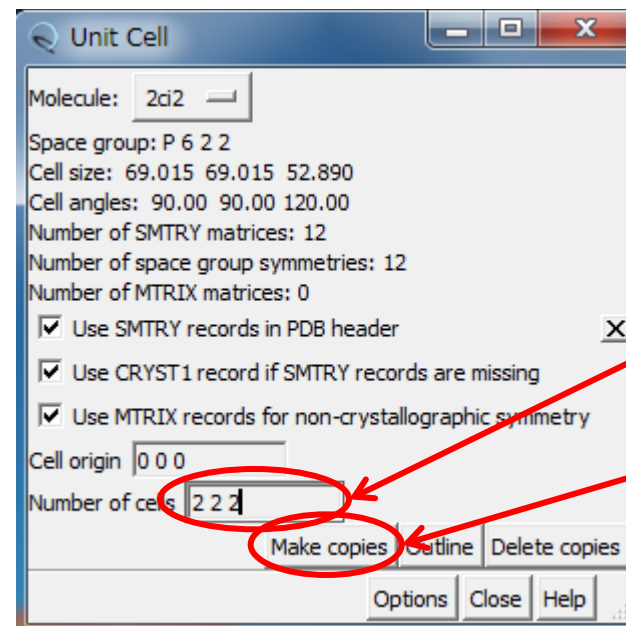 Unit Cell
Molecule: 2ci2
Space group: P 6 2 2
Cell size: 69.015 69.015 52.890
Cell angles: 90.00 90.00 120.00
Number of SMTRY matrices: 12
Number of space group symmetries: 12
Number of MTRIX matrices: 0
Use SMTRY records in PDB header
Use CRYST1 record if SMTRY records are missing
Use MTRIX records for non-crystallographic symmetry
Cell origin 0 0 0
Number of cells 2 2 2
Make copies Outline Delete copies
Options Close Help